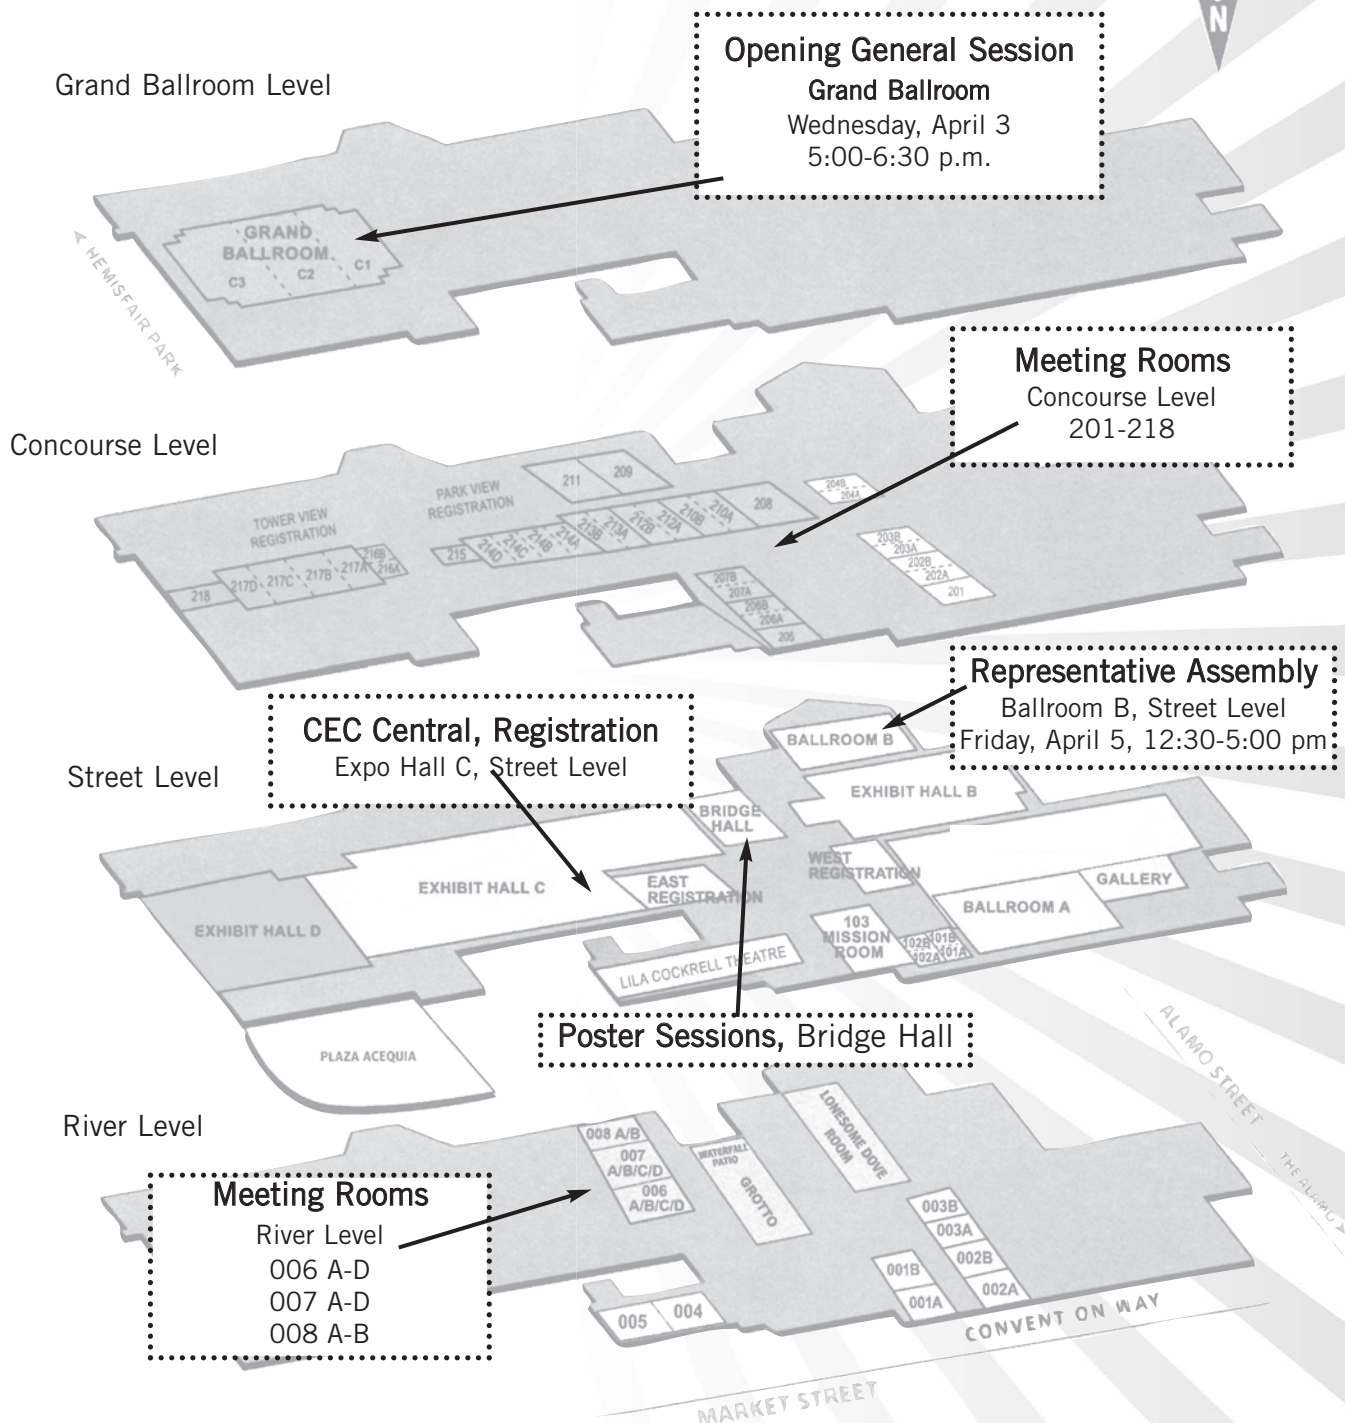 N
Opening General Session
Grand Ballroom
Wednesday, April 3
5:00-6:30 p.m.
Grand Ballroom Level
GRAND
BALLROOM
C3
C2
C1
HEMISFAIR PARK
Meeting Rooms
Concourse Level
201-218
Concourse Level
TOWER VIEW
REGISTRATION
PARK VIEW
REGISTRATION
211
209
208
210A
210B
212A
212B
213A
213B
214A
214B
214C
214D
215
216B
216A
217A
217B
217C
217D
218
204B
204A
203B
203A
202B
202A
201
207B
207A
206B
206A
205
Representative Assembly
Ballroom B, Street Level
Friday, April 5, 12:30-5:00 pm
CEC Central, Registration
Expo Hall C, Street Level
Street Level
BALLROOM B
EXHIBIT HALL B
BRIDGE
HALL
WEST
REGISTRATION
EXHIBIT HALL C
EAST
REGISTRATION
GALLERY
BALLROOM A
EXHIBIT HALL D
103
MISSION
ROOM
102B
102A
101B
101A
LILA COCKRELL THEATRE
Poster Sessions, Bridge Hall
PLAZA ACEQUIA
ALAMO STREET
THE ALAMO
River Level
008 A/B
007
A/B/C/D
006
A/B/C/D
WATERFALL
PATIO
GROTTO
LONESOME DOVE
ROOM
003B
003A
002B
002A
001B
001A
005
004
Meeting Rooms
River Level
006 A-D
007 A-D
008 A-B
CONVENT ON WAY
MARKET STREET